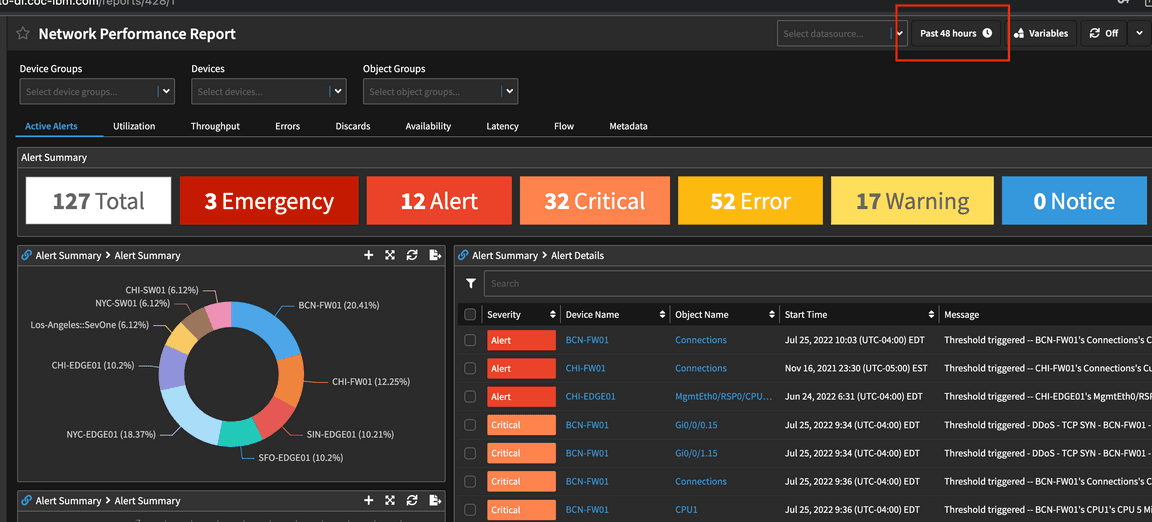 to-dl.coc-ibm.com/reports/428/1
Network Performance Report
Select datasource...
Past 48 hours
Variables
Off
Device Groups
Devices
Object Groups
Select device groups...
Select devices...
Select object groups...
Active Alerts Utilization Throughput Errors Discards Availability Latency Flow Metadata
Alert Summary
127 Total
3 Emergency
12 Alert
32 Critical
52 Error
17 Warning
0 Notice
Alert Summary > Alert Summary
CHI-SW01 (6.12%)
NYC-SW01 (6.12%)
BCN-FW01 (20.41%)
Los-Angeles::SevOne (6.12%)
CHI-EDGE01 (10.2%)
CHI-FW01 (12.25%)
NYC-EDGE01 (18.37%)
SIN-EDGE01 (10.21%)
SFO-EDGE01 (10.2%)
Alert Summary > Alert Summary
Alert Summary > Alert Details
Search
Severity Device Name Object Name Start Time Message
Alert BCN-FW01 Connections Jul 25, 2022 10:03 (UTC-04:00) EDT Threshold triggered -- BCN-FW01's Connections's C
Alert CHI-FW01 Connections Nov 16, 2021 23:30 (UTC-05:00) EST Threshold triggered -- CHI-FW01's Connections's Cu
Alert CHI-EDGE01 MgmtEth0/RSP0/CPU... Jun 24, 2022 6:31 (UTC-04:00) EDT Threshold triggered -- CHI-EDGE01's MgmtEth0/RSP
Critical BCN-FW01 Gi0/0/0.15 Jul 25, 2022 9:34 (UTC-04:00) EDT Threshold triggered - DDoS - TCP SYN - BCN-FW01 -
Critical BCN-FW01 Gi0/0/1.15 Jul 25, 2022 9:34 (UTC-04:00) EDT Threshold triggered - DDoS - TCP SYN - BCN-FW01 -
Critical BCN-FW01 Connections Jul 25, 2022 9:36 (UTC-04:00) EDT Threshold triggered -- BCN-FW01's Connections's C
Critical BCN-FW01 CPU1 Jul 25, 2022 9:36 (UTC-04:00) EDT Threshold triggered -- BCN-FW01's CPU1's CPU 5 Mi